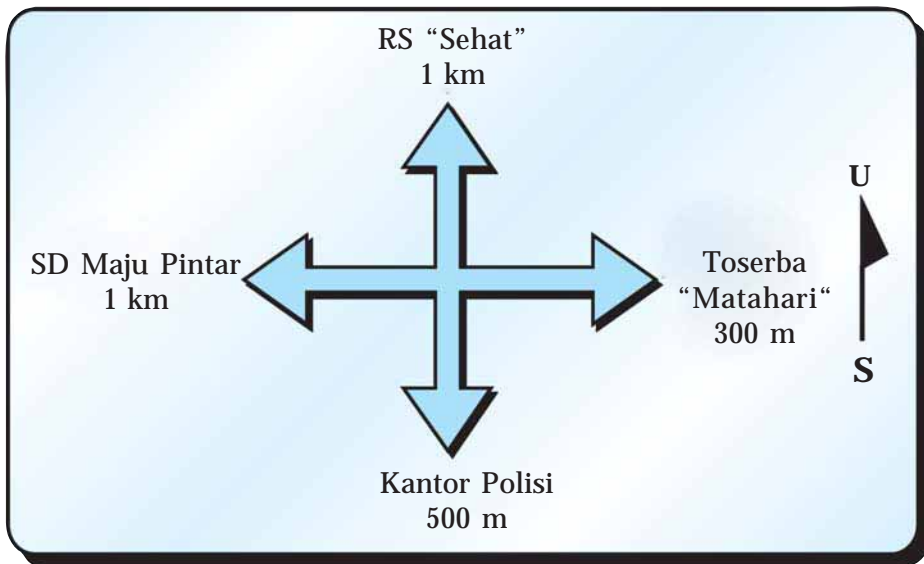 RS “Sehat”
1 km
U
SD Maju Pintar
1 km
Toserba
“Matahari“
300 m
S
Kantor Polisi
500 m